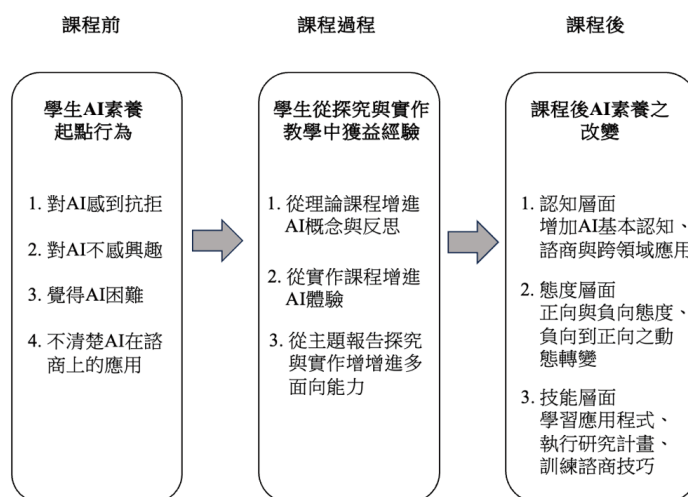 課程前
課程過程
課程後
學生AI素養
起點行為
1. 對AI感到抗拒
2. 對AI不感興趣
3. 覺得AI困難
4. 不清楚AI在諮
商上的應用
學生從探究與實作
教學中獲益經驗
1. 從理論課程增進
AI概念與反思
2. 從實作課程增進
AI體驗
3. 從主題報告探究
與實作增增進多
面向能力
課程後AI素養之
改變
1. 認知層面
增加AI基本認知、
諮商與跨領域應用
2. 態度層面
正向與負向態度、
負向到正向之動
態轉變
3. 技能層面
學習應用程式、
執行研究計畫、
訓練諮商技巧